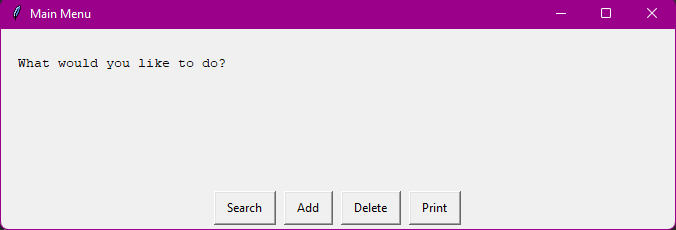 Main Menu
What would you like to do?
Search Add Delete Print